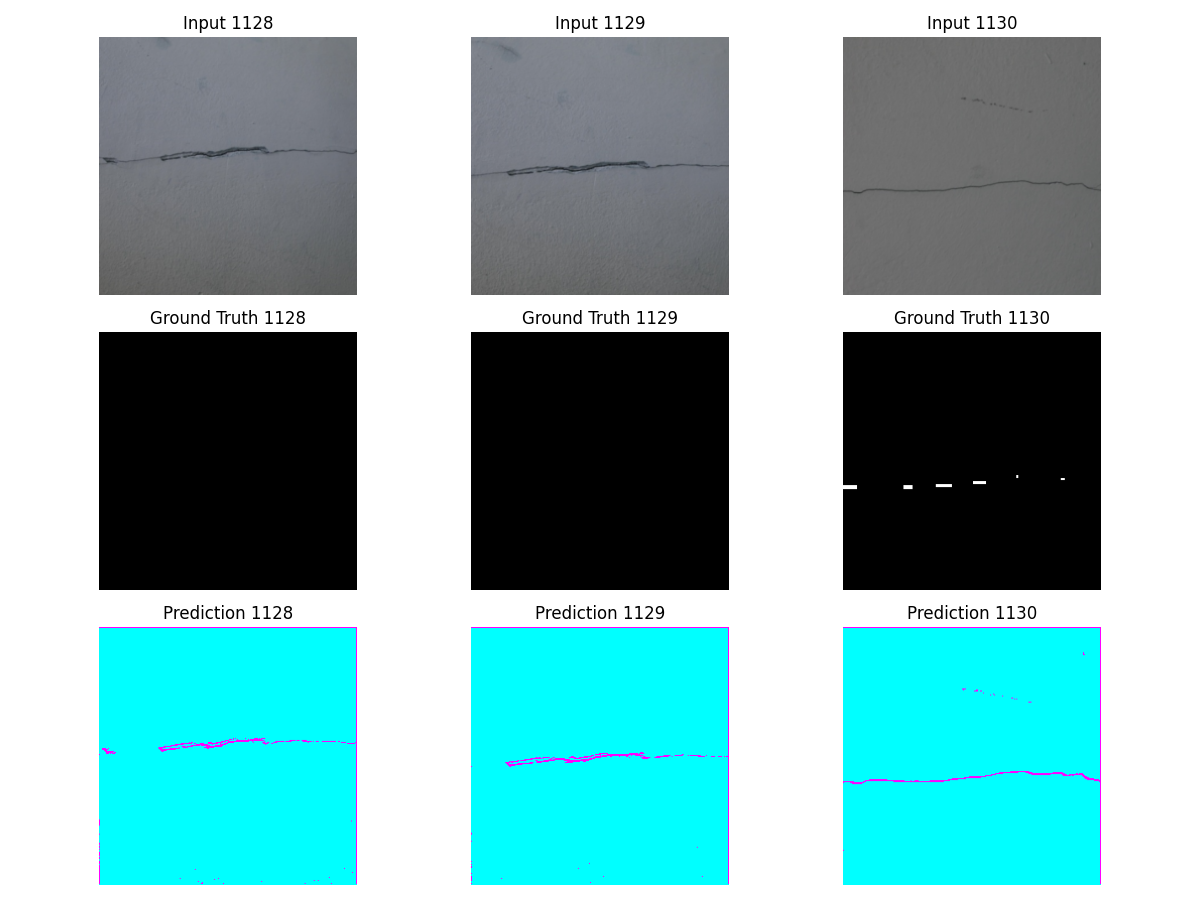 Input 1128
Input 1129
Input 1130
Ground Truth 1128
Ground Truth 1129
Ground Truth 1130
Prediction 1128
Prediction 1129
Prediction 1130